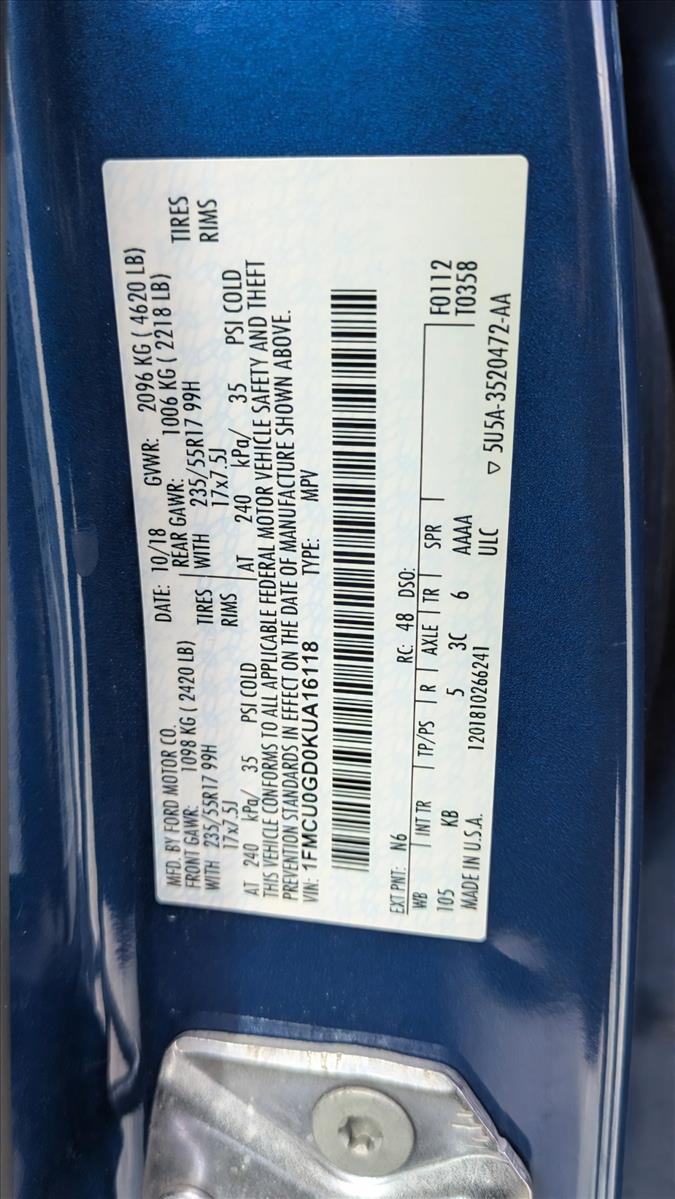 MFD. BY FORD MOTOR CO. DATE: 10/18 GVWR: 2096 KG ( 4620 LB)
FRONT GAWR: 1098 KG ( 2420 LB) REAR GAWR: 1006 KG ( 2218 LB)
WITH 235/55R17 99H TIRES WITH 235/55R17 99H TIRES
17x7.5J RIMS 17x7.5J RIMS
AT 240 kPa/ 35 PSI COLD AT 240 kPa/ 35 PSI COLD
THIS VEHICLE CONFORMS TO ALL APPLICABLE FEDERAL MOTOR VEHICLE SAFETY AND THEFT
PREVENTION STANDARDS IN EFFECT ON THE DATE OF MANUFACTURE SHOWN ABOVE.
VIN: 1FMCU0GD0KUA16118 TYPE: MPV
EXT PNT: N6 RC: 48 DSO:
WB INT TR TP/PS R AXLE TR SPR F0112
105 KB 5 3C 6 AAAA T0358
MADE IN U.S.A. 1201810266241 ULC ▽ 5U5A-3520472-AA